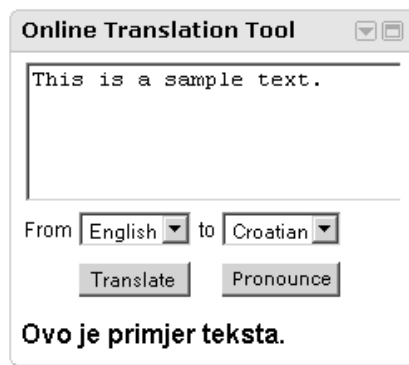 Online Translation Tool
This is a sample text.
From English to Croatian
Translate Pronounce
Ovo je primjer teksta.